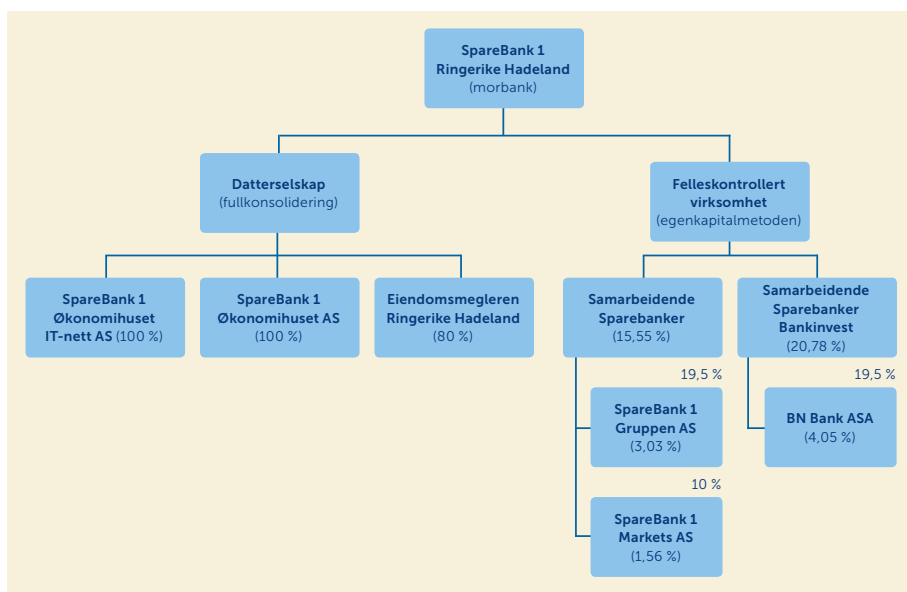 SpareBank 1
Ringerike Hadeland
(morbank)
Datterselskap
(fullkonsolidering)
Felleskontrollert
virksomhet
(egenkapitalmetoden)
SpareBank 1
Økonomihuset
IT-nett AS (100 %)
SpareBank 1
Økonomihuset AS
(100 %)
Eiendomsmegleren
Ringerike Hadeland
(80 %)
Samarbeidende
Sparebanker
(15,55 %)
Samarbeidende
Sparebanker
Bankinvest
(20,78 %)
19,5 %
19,5 %
SpareBank 1
Gruppen AS
(3,03 %)
BN Bank ASA
(4,05 %)
10 %
SpareBank 1
Markets AS
(1,56 %)